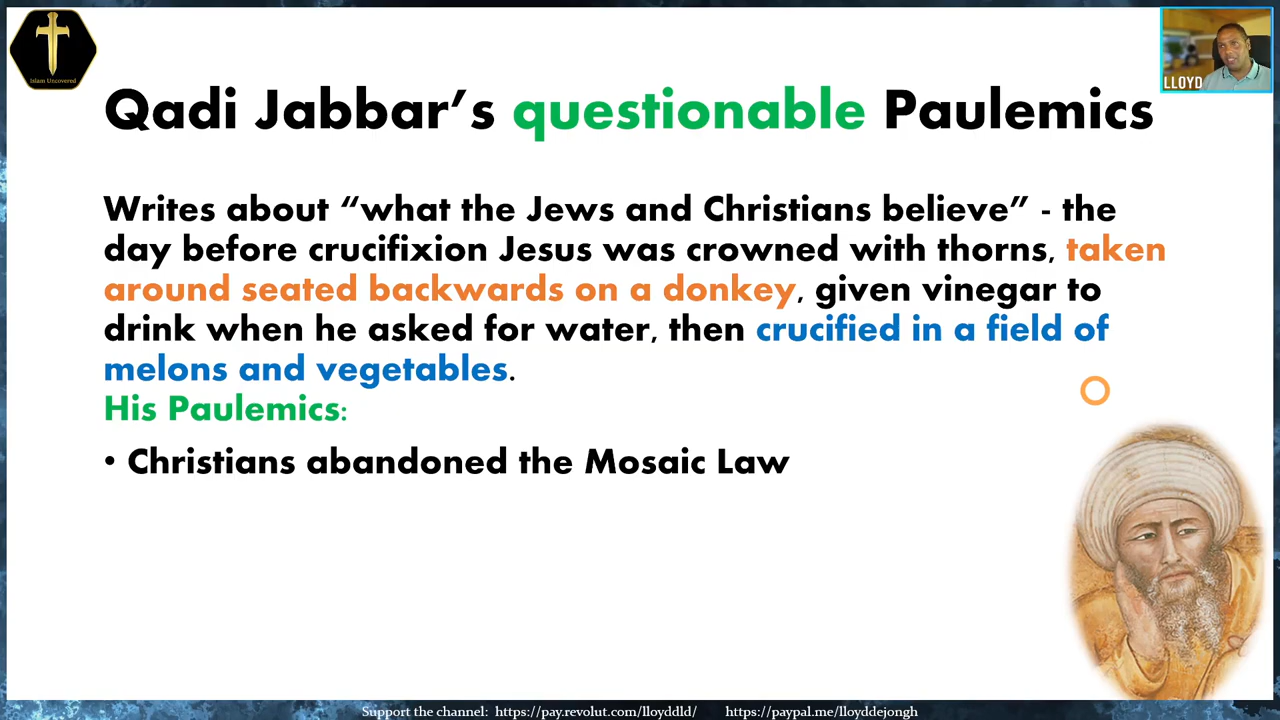 Islam Uncovered
LLOYD
Qadi Jabbar’s questionable Paulemics
Writes about “what the Jews and Christians believe” - the
day before crucifixion Jesus was crowned with thorns, taken
around seated backwards on a donkey, given vinegar to
drink when he asked for water, then crucified in a field of
melons and vegetables.
His Paulemics:
• Christians abandoned the Mosaic Law
Support the channel: https://pay.revolut.com/lloyddld/ https://paypal.me/lloyddejongh